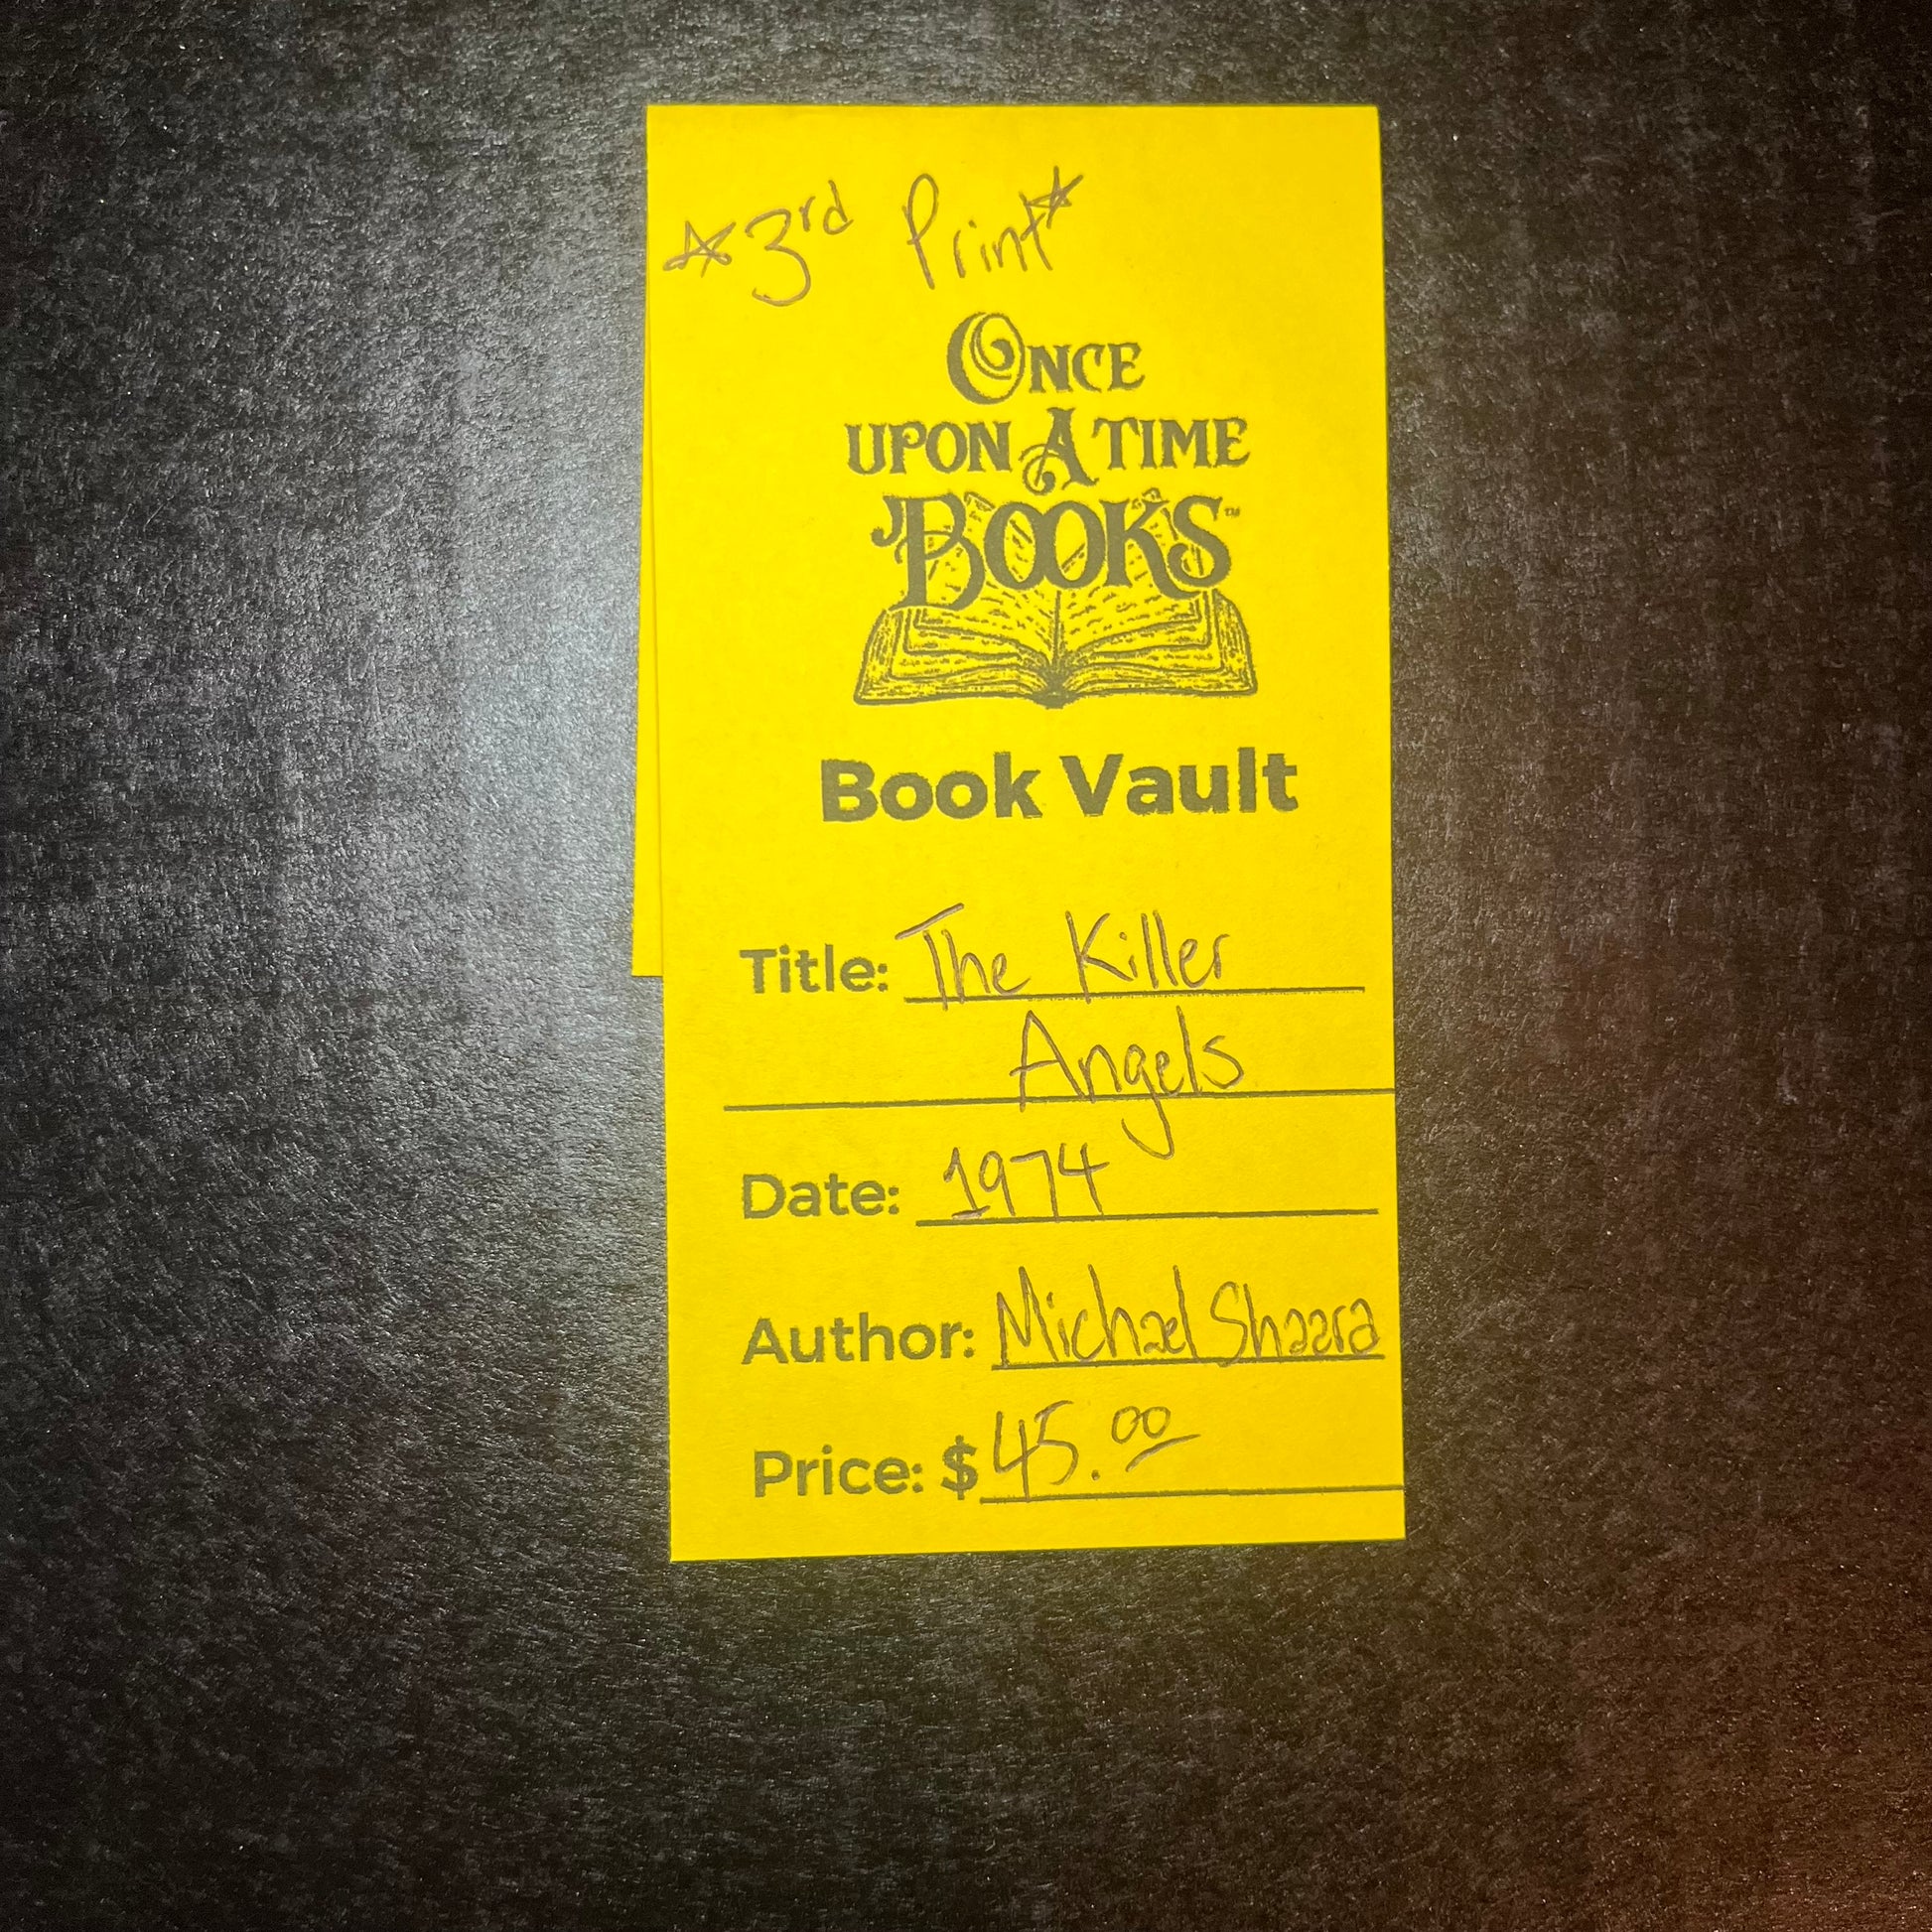 ☆3rd Print☆
ONCE
UPON A TIME
BOOKS™
Book Vault
Title: The Killer
Angels
Date: 1974
Author: Michael Shaara
Price: $45.00